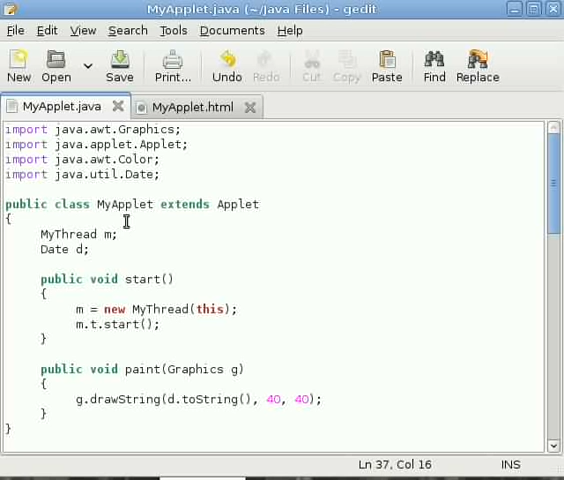 MyApplet.java (~/Java Files) - gedit
File Edit View Search Tools Documents Help
New Open Save Print... Undo Redo Cut Copy Paste Find Replace
MyApplet.java MyApplet.html
import java.awt.Graphics;
import java.applet.Applet;
import java.awt.Color;
import java.util.Date;
public class MyApplet extends Applet
{
MyThread m;
Date d;
public void start()
{
m = new MyThread(this);
m.t.start();
}
public void paint(Graphics g)
{
g.drawString(d.toString(), 40, 40);
}
}
Ln 37, Col 16 INS